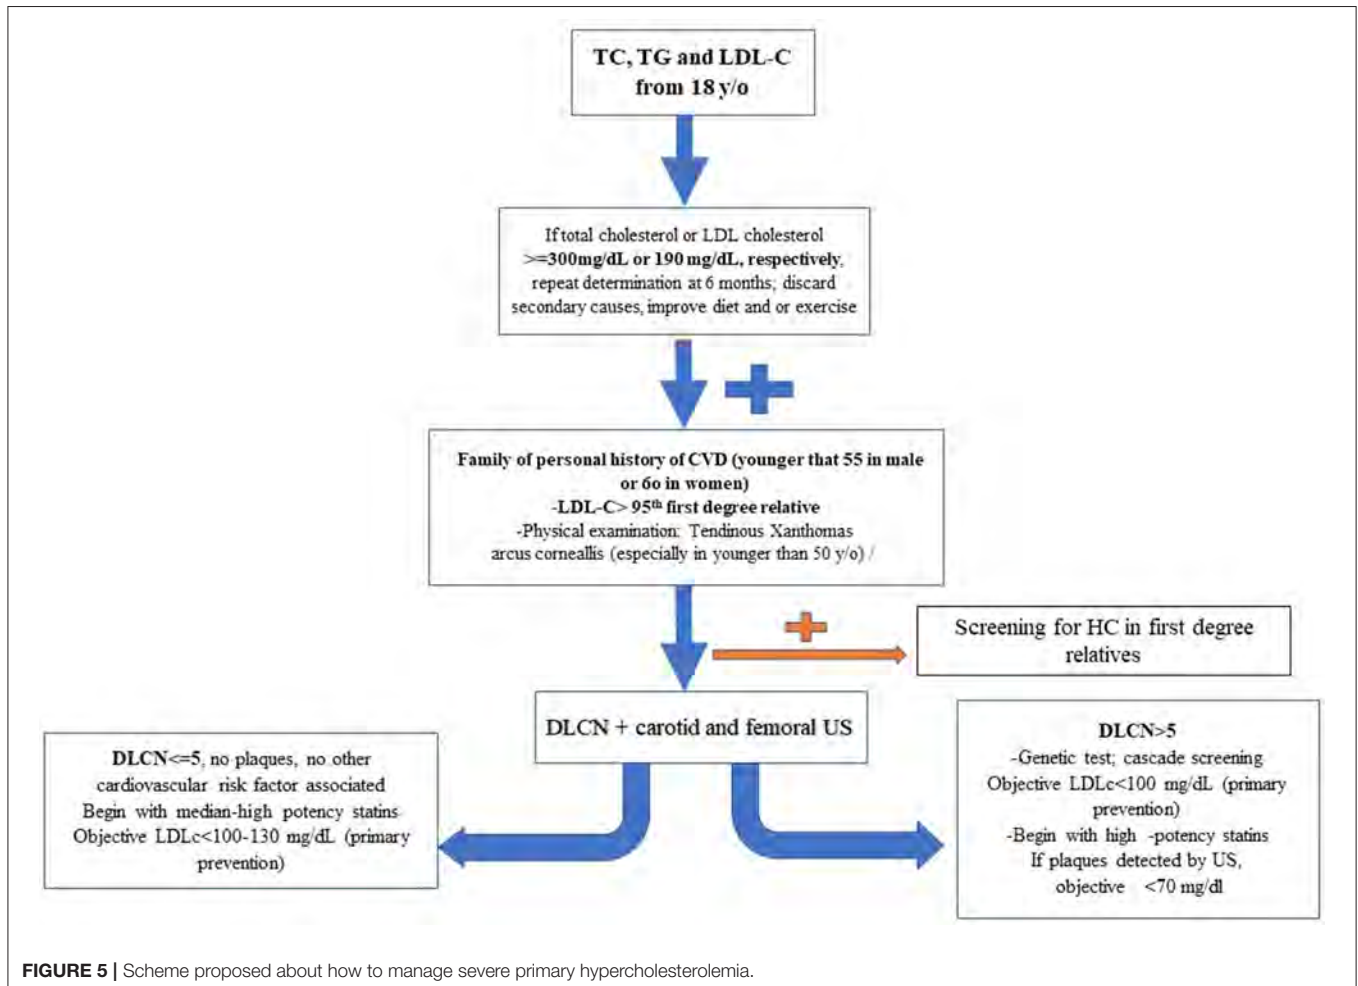 TC, TG and LDL-C
from 18 y/o
If total cholesterol or LDL cholesterol
>=300mg/dL or 190 mg/dL, respectively,
repeat determination at 6 months; discard
secondary causes, improve diet and or exercise
Family of personal history of CVD (younger that 55 in male
or 6o in women)
-LDL-C> 95th first degree relative
-Physical examination: Tendinous Xanthomas
arcus corneallis (especially in younger than 50 y/o) /
Screening for HC in first degree
relatives
DLCN + carotid and femoral US
DLCN<=5, no plaques, no other
cardiovascular risk factor associated
Begin with median-high potency statins
Objective LDLc<100-130 mg/dL (primary
prevention)
DLCN>5
-Genetic test; cascade screening
Objective LDLc<100 mg/dL (primary
prevention)
-Begin with high -potency statins
If plaques detected by US,
objective <70 mg/dl
FIGURE 5 | Scheme proposed about how to manage severe primary hypercholesterolemia.